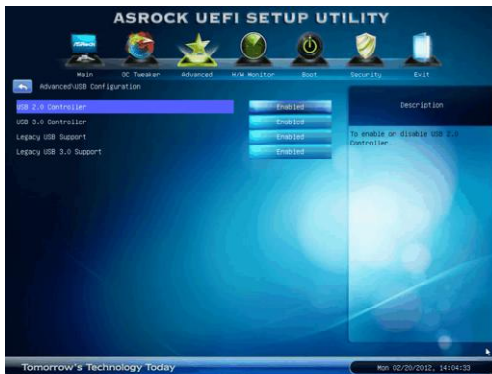 ASROCK UEFI SETUP UTILITY
Main OC Tweaker Advanced H/W Monitor Boot Security Exit
Advanced\USB Configuration
USB 2.0 Controller Enabled
USB 3.0 Controller Enabled
Legacy USB Support Enabled
Legacy USB 3.0 Support Enabled
Description
To enable or disable USB 2.0
Controller.
Tomorrow's Technology Today
Mon 02/20/2012, 14:04:33